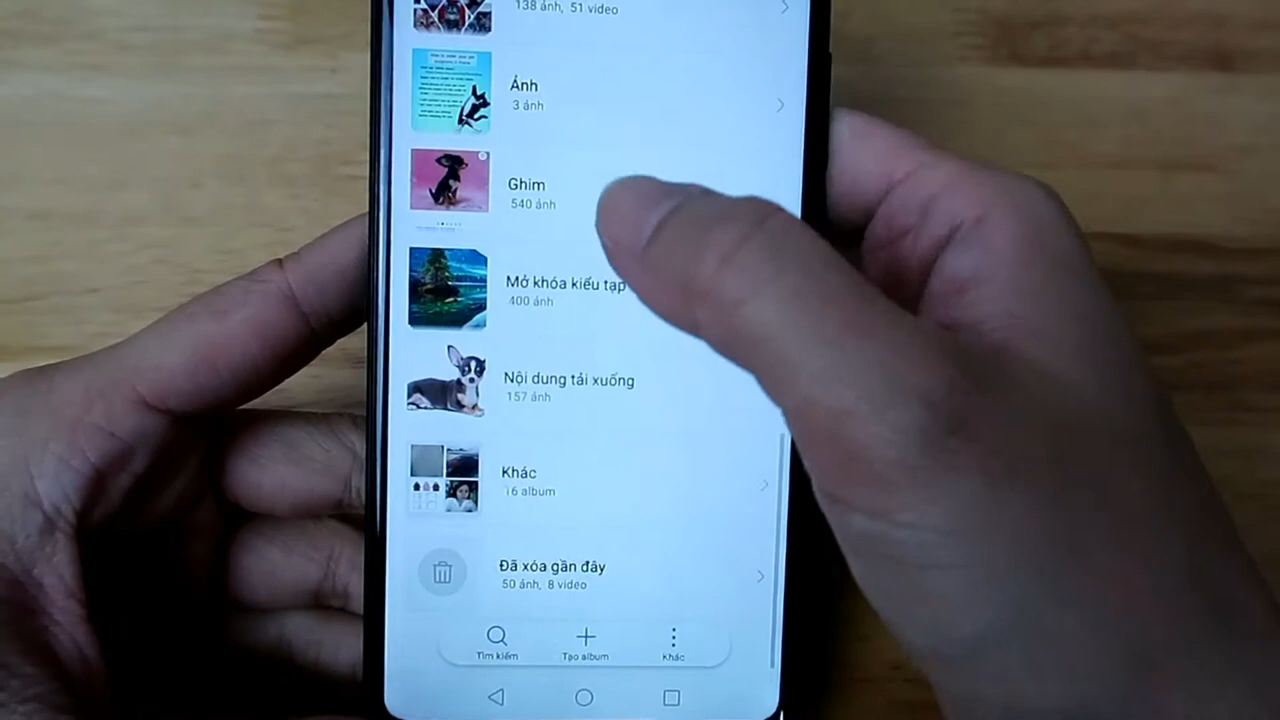 138 ảnh, 51 video
Ảnh
3 ảnh
Ghim
540 ảnh
Mở khóa kiểu tạp
400 ảnh
Nội dung tải xuống
157 ảnh
Khác
16 album
Đã xóa gần đây
50 ảnh, 8 video
Tìm kiếm
Tạo album
Khác